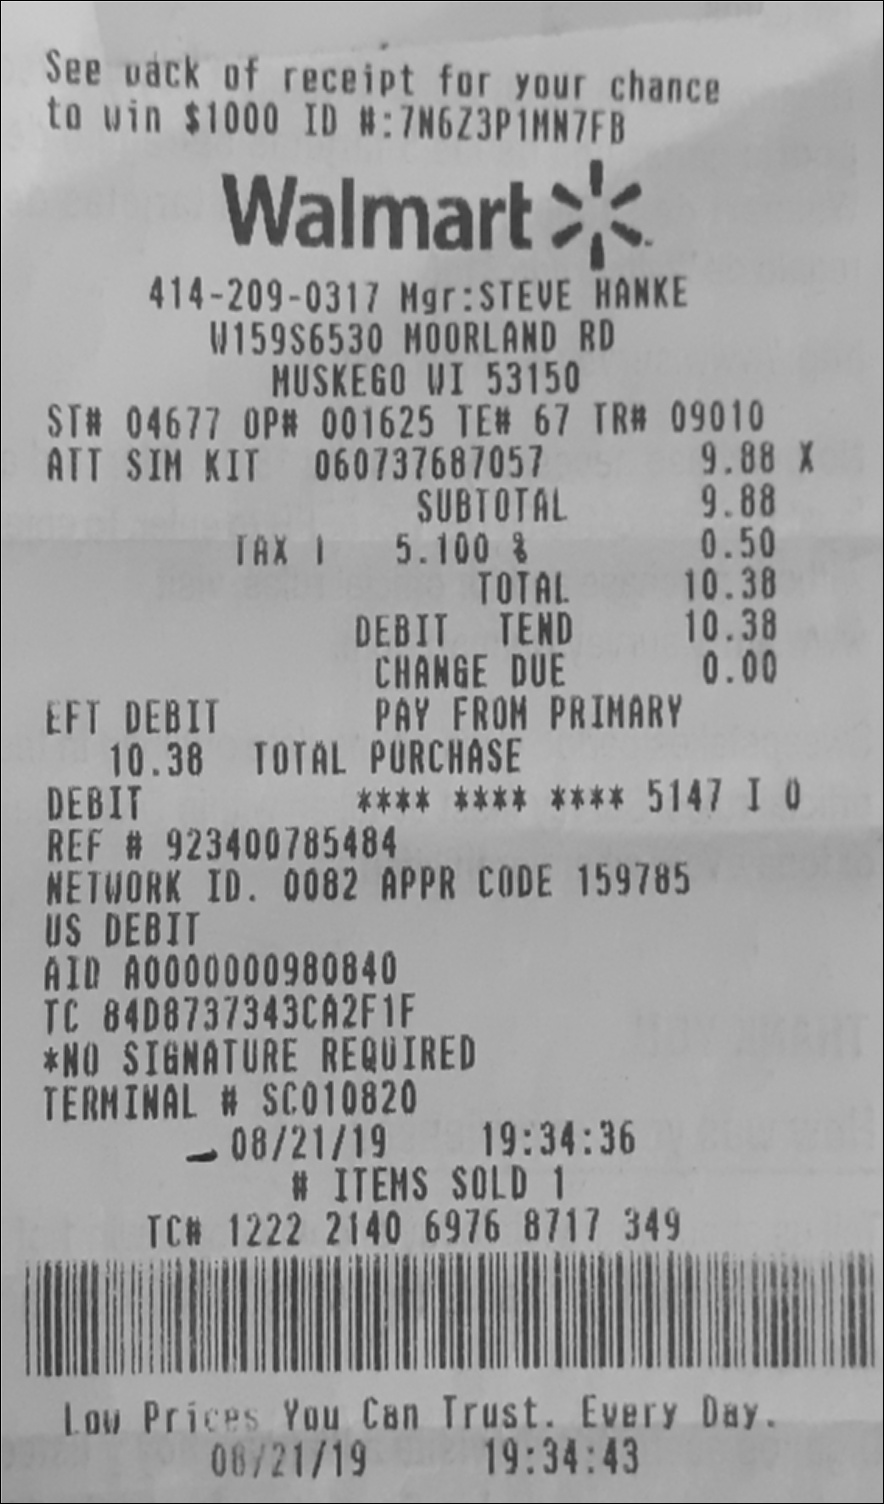 See back of receipt for your chance
to win $1000 ID #:7N6Z3P1MN7FB
Walmart
414-209-0317 Mgr:STEVE HANKE
W159S6530 MOORLAND RD
MUSKEGO WI 53150
ST# 04677 OP# 001625 TE# 67 TR# 09010
ATT SIM KIT 060737687057 9.88 X
SUBTOTAL 9.88
TAX 1 5.100 % 0.50
TOTAL 10.38
DEBIT TEND 10.38
CHANGE DUE 0.00
EFT DEBIT PAY FROM PRIMARY
10.38 TOTAL PURCHASE
DEBIT **** **** **** 5147 I 0
REF # 923400785484
NETWORK ID. 0082 APPR CODE 159785
US DEBIT
AID A0000000980840
TC 84D8737343CA2F1F
*NO SIGNATURE REQUIRED
TERMINAL # SC010820
08/21/19 19:34:36
# ITEMS SOLD 1
TC# 1222 2140 6976 8717 349
Low Prices You Can Trust. Every Day.
08/21/19 19:34:43